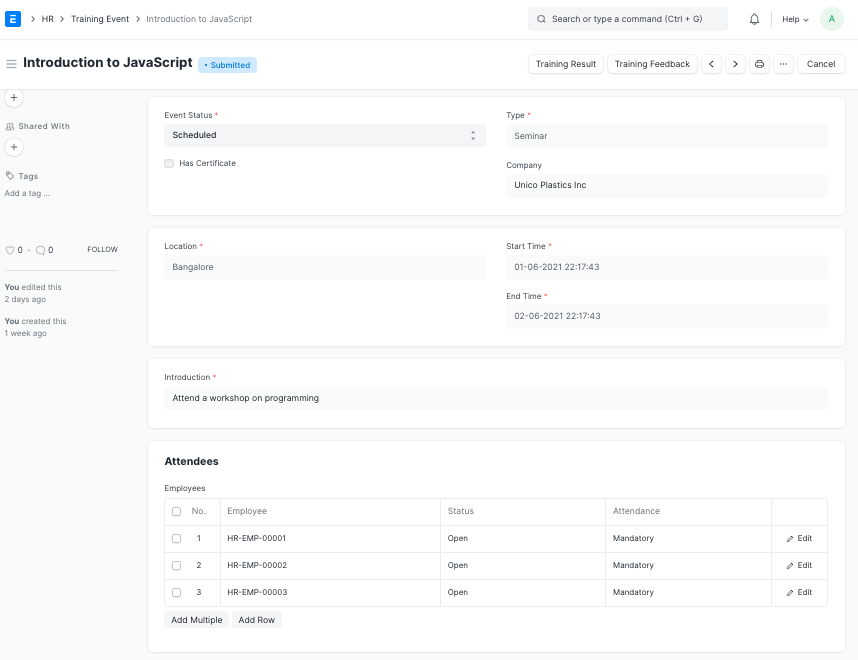 HR Training Event Introduction to JavaScript
Search or type a command (Ctrl + G)
Help
A
Introduction to JavaScript
• Submitted
Training Result
Training Feedback
Cancel
Shared With
Tags
Add a tag ...
0 · 0 FOLLOW
You edited this
2 days ago
You created this
1 week ago
Event Status *
Scheduled
Has Certificate
Type *
Seminar
Company
Unico Plastics Inc
Location *
Bangalore
Start Time *
01-06-2021 22:17:43
End Time *
02-06-2021 22:17:43
Introduction *
Attend a workshop on programming
Attendees
Employees
No. Employee Status Attendance
1 HR-EMP-00001 Open Mandatory Edit
2 HR-EMP-00002 Open Mandatory Edit
3 HR-EMP-00003 Open Mandatory Edit
Add Multiple Add Row